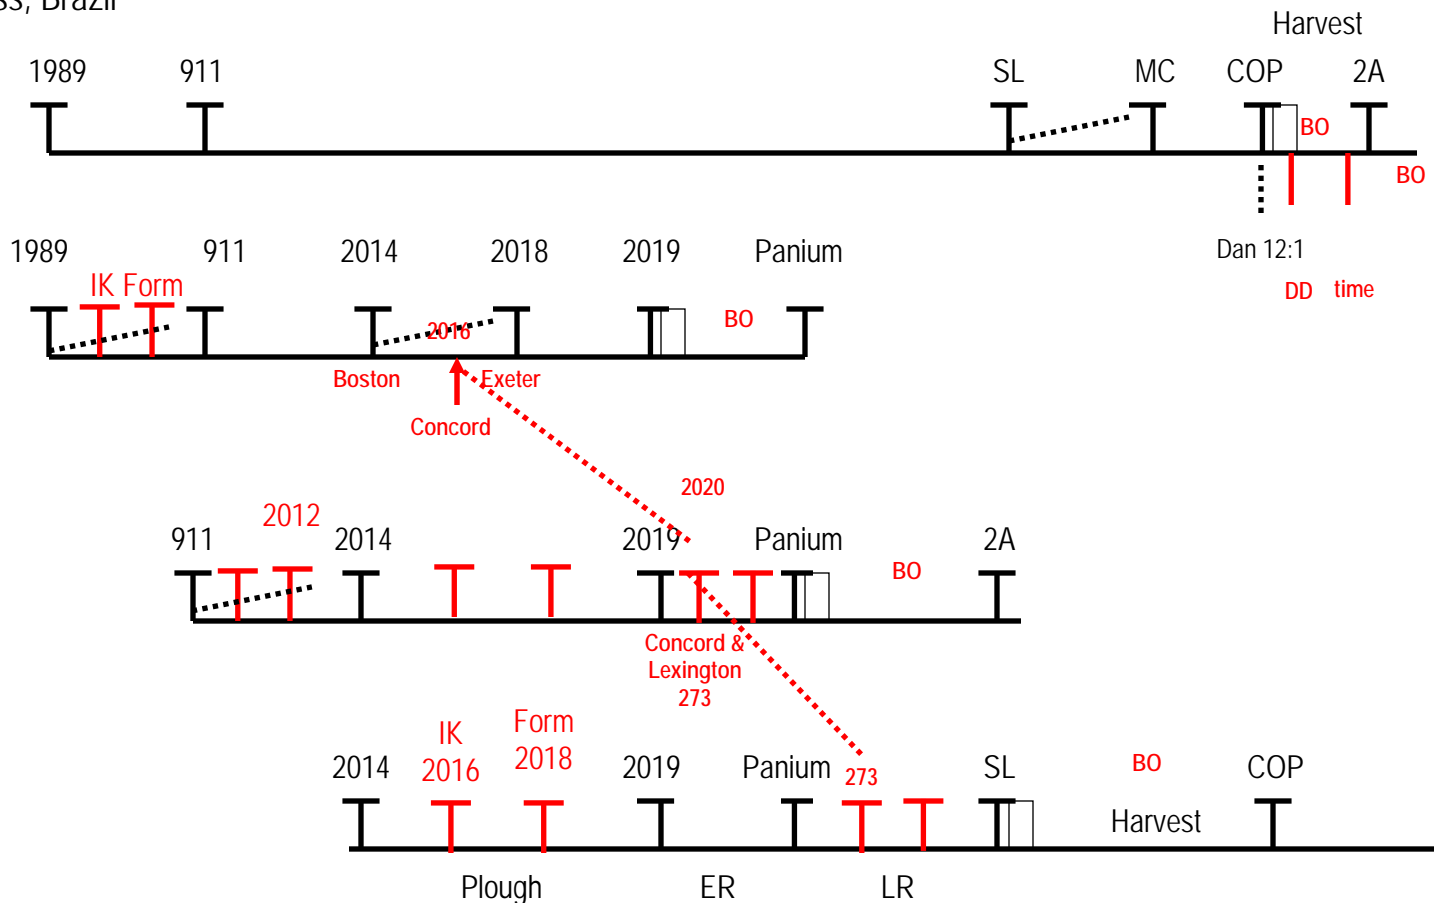 ss, Brazil
Harvest
1989 911 SL MC COP 2A
BO
BO
Dan 12:1
DD time
1989 911 2014 2018 2019 Panium
IK Form
2016
BO
Boston Exeter
Concord
2020
2012
911 2014 2019 Panium 2A
BO
Concord &
Lexington
273
IK Form
2016 2018
2014 2019 Panium 273 SL BO COP
Harvest
Plough ER LR